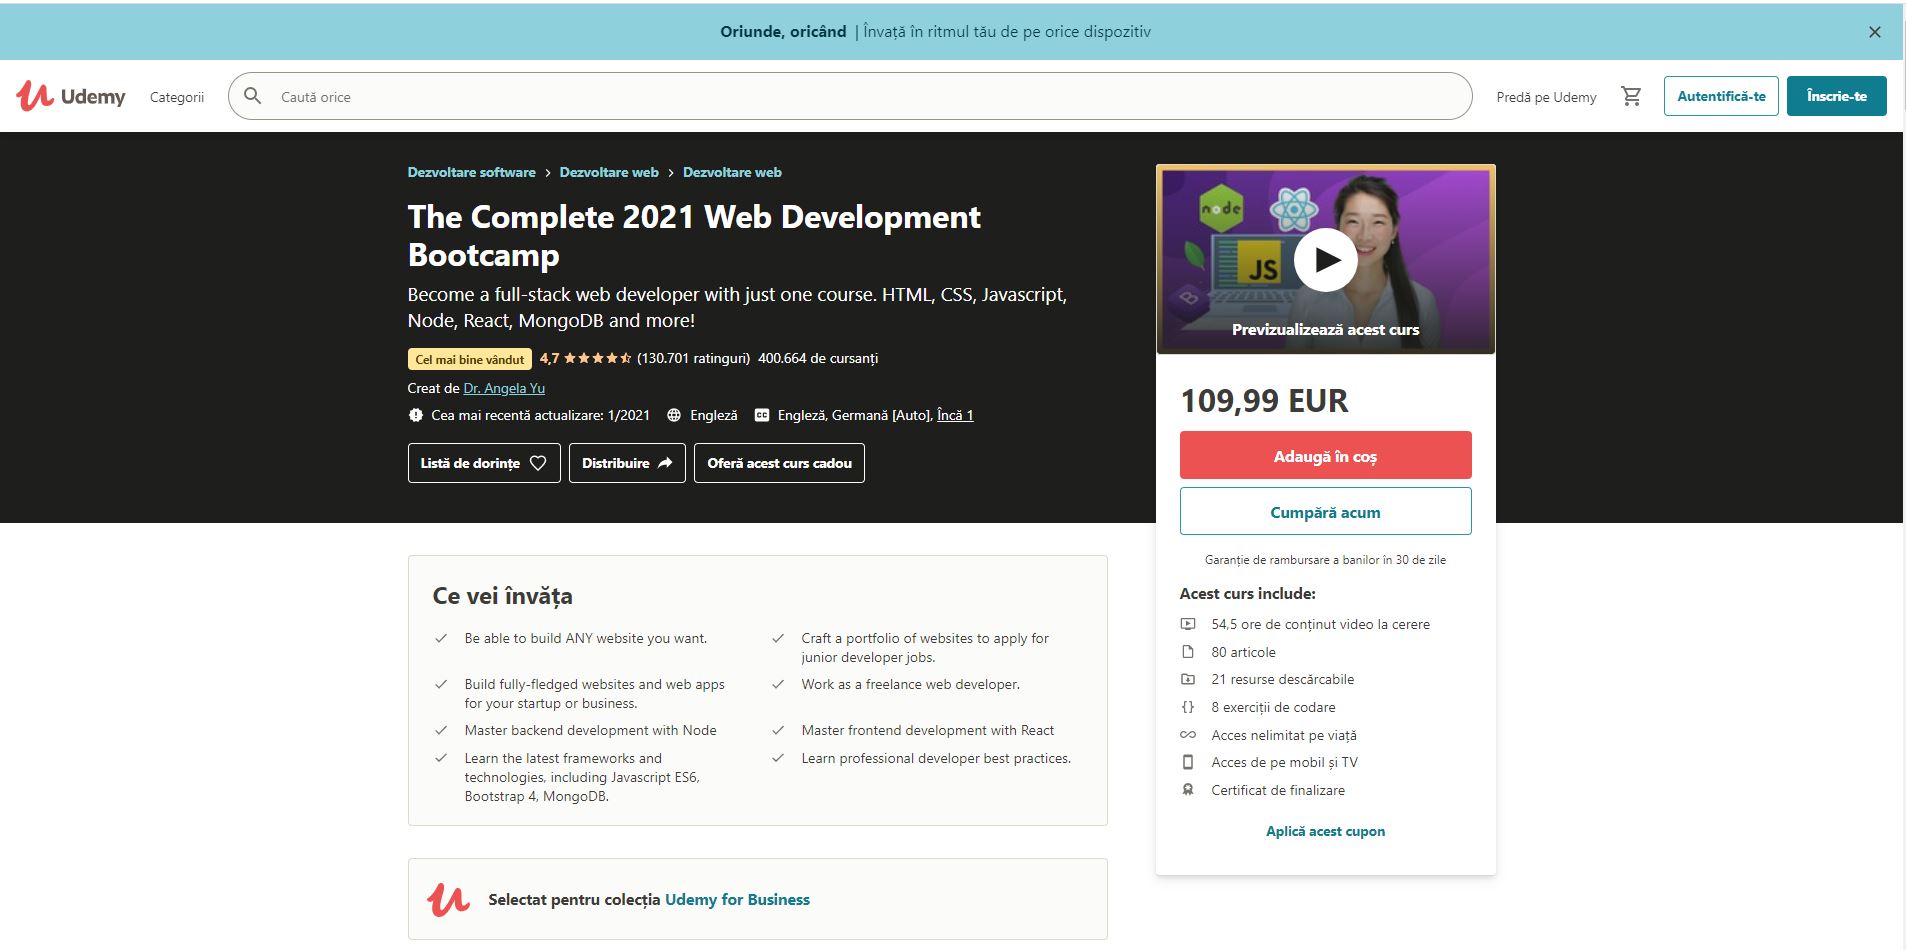 Oriunde, oricând | Învață în ritmul tău de pe orice dispozitiv
Udemy
Categorii
Caută orice
Predă pe Udemy
Autentifică-te
Înscrie-te
Dezvoltare software > Dezvoltare web > Dezvoltare web
The Complete 2021 Web Development
Bootcamp
Become a full-stack web developer with just one course. HTML, CSS, Javascript,
Node, React, MongoDB and more!
Cel mai bine vândut 4,7 (130.701 ratinguri) 400.664 de cursanți
Creat de Dr. Angela Yu
Cea mai recentă actualizare: 1/2021 Engleză CC Engleză, Germană [Auto], Încă 1
Listă de dorințe
Distribuire
Oferă acest curs cadou
node
JS
B
Previzualizează acest curs
109,99 EUR
Adaugă în coș
Cumpără acum
Garanție de rambursare a banilor în 30 de zile
Acest curs include:
54,5 ore de conținut video la cerere
80 articole
21 resurse descărcabile
8 exerciții de codare
Acces nelimitat pe viață
Acces de pe mobil și TV
Certificat de finalizare
Aplică acest cupon
Ce vei învăța
Be able to build ANY website you want.
Craft a portfolio of websites to apply for
junior developer jobs.
Build fully-fledged websites and web apps
for your startup or business.
Work as a freelance web developer.
Master backend development with Node
Master frontend development with React
Learn the latest frameworks and
technologies, including Javascript ES6,
Bootstrap 4, MongoDB.
Learn professional developer best practices.
Selectat pentru colecția Udemy for Business